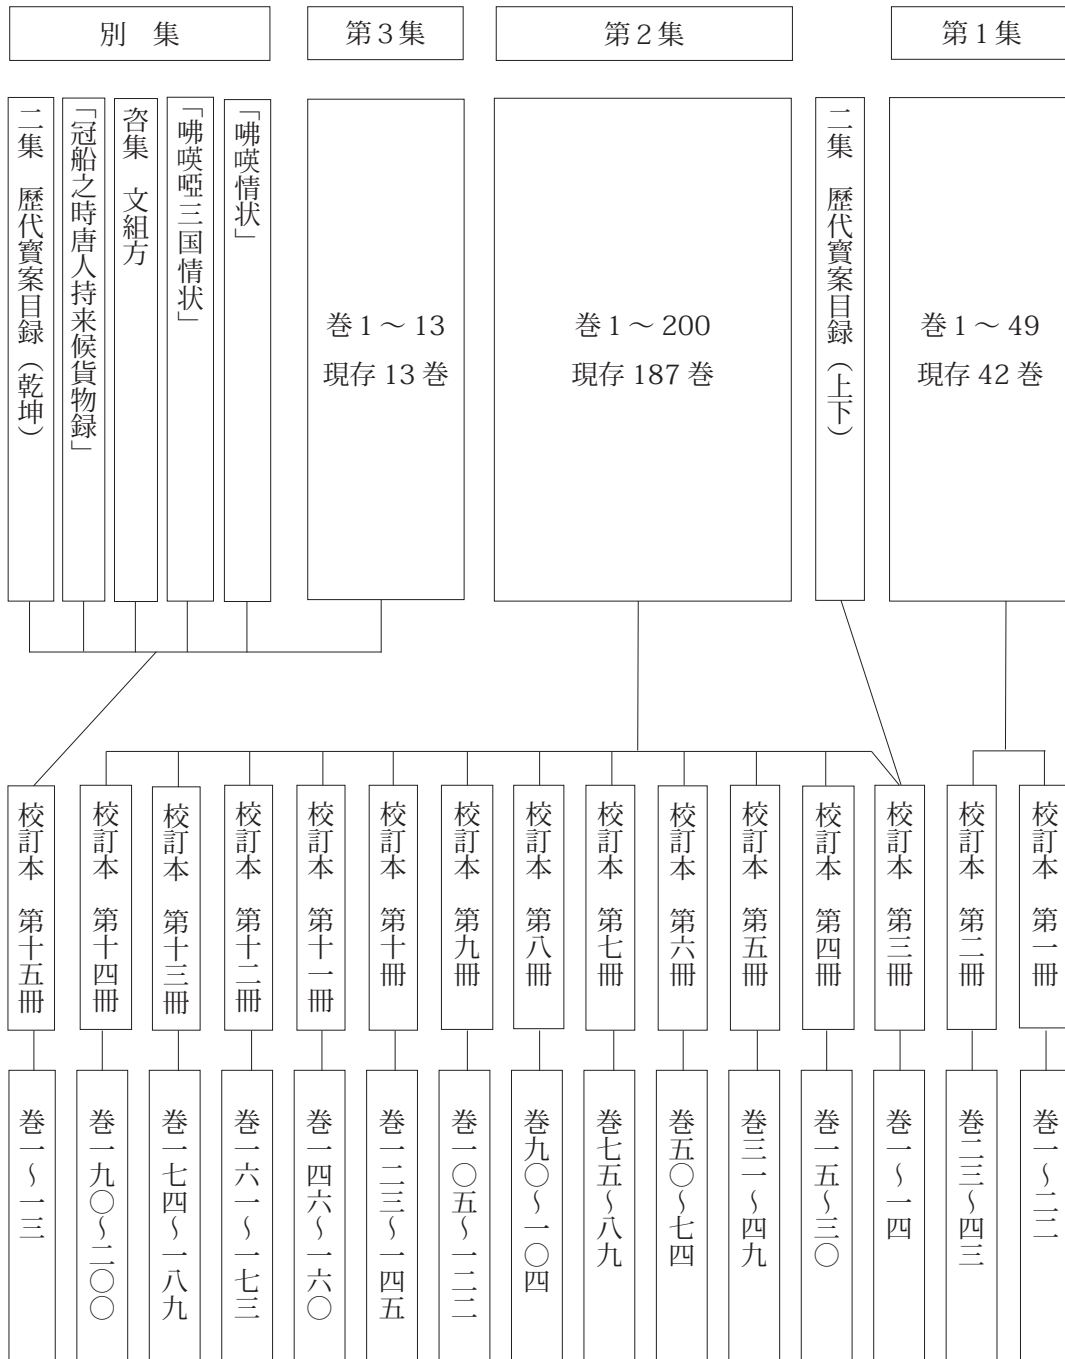 第1集
第2集
第3集
別　集
巻 1 ～ 49
現存 42 巻
二集　歴代寳案目録（上下）
巻 1 ～ 200
現存 187 巻
巻 1 ～ 13
現存 13 巻
「咈㖽情状」
「咈㖽啞三国情状」
咨集　文組方
「冠船之時唐人持来候貨物録」
二集　歴代寳案目録（乾坤）
校訂本　第一冊
校訂本　第二冊
校訂本　第三冊
校訂本　第四冊
校訂本　第五冊
校訂本　第六冊
校訂本　第七冊
校訂本　第八冊
校訂本　第九冊
校訂本　第十冊
校訂本　第十一冊
校訂本　第十二冊
校訂本　第十三冊
校訂本　第十四冊
校訂本　第十五冊
巻一～二二
巻二三～四三
巻一～一四
巻一五～三〇
巻三一～四九
巻五〇～七四
巻七五～八九
巻九〇～一〇四
巻一〇五～一二二
巻一二三～一四五
巻一四六～一六〇
巻一六一～一七三
巻一七四～一八九
巻一九〇～二〇〇
巻一～一三